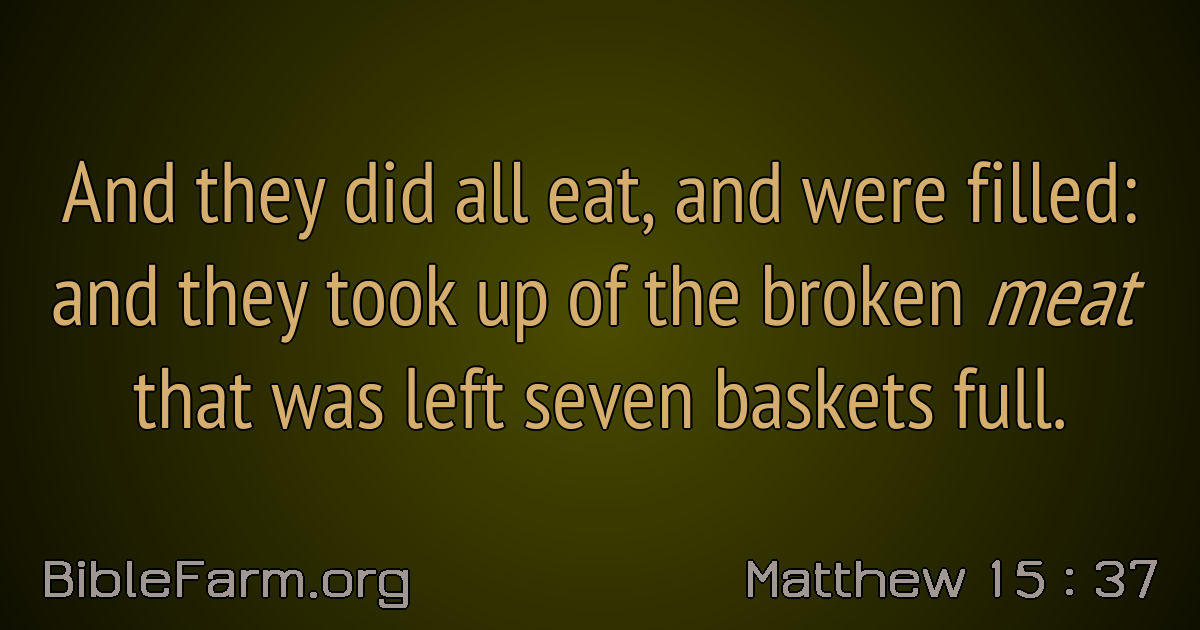 And they did all eat, and were filled:
and they took up of the broken meat
that was left seven baskets full.
BibleFarm.org
Matthew 15 : 37